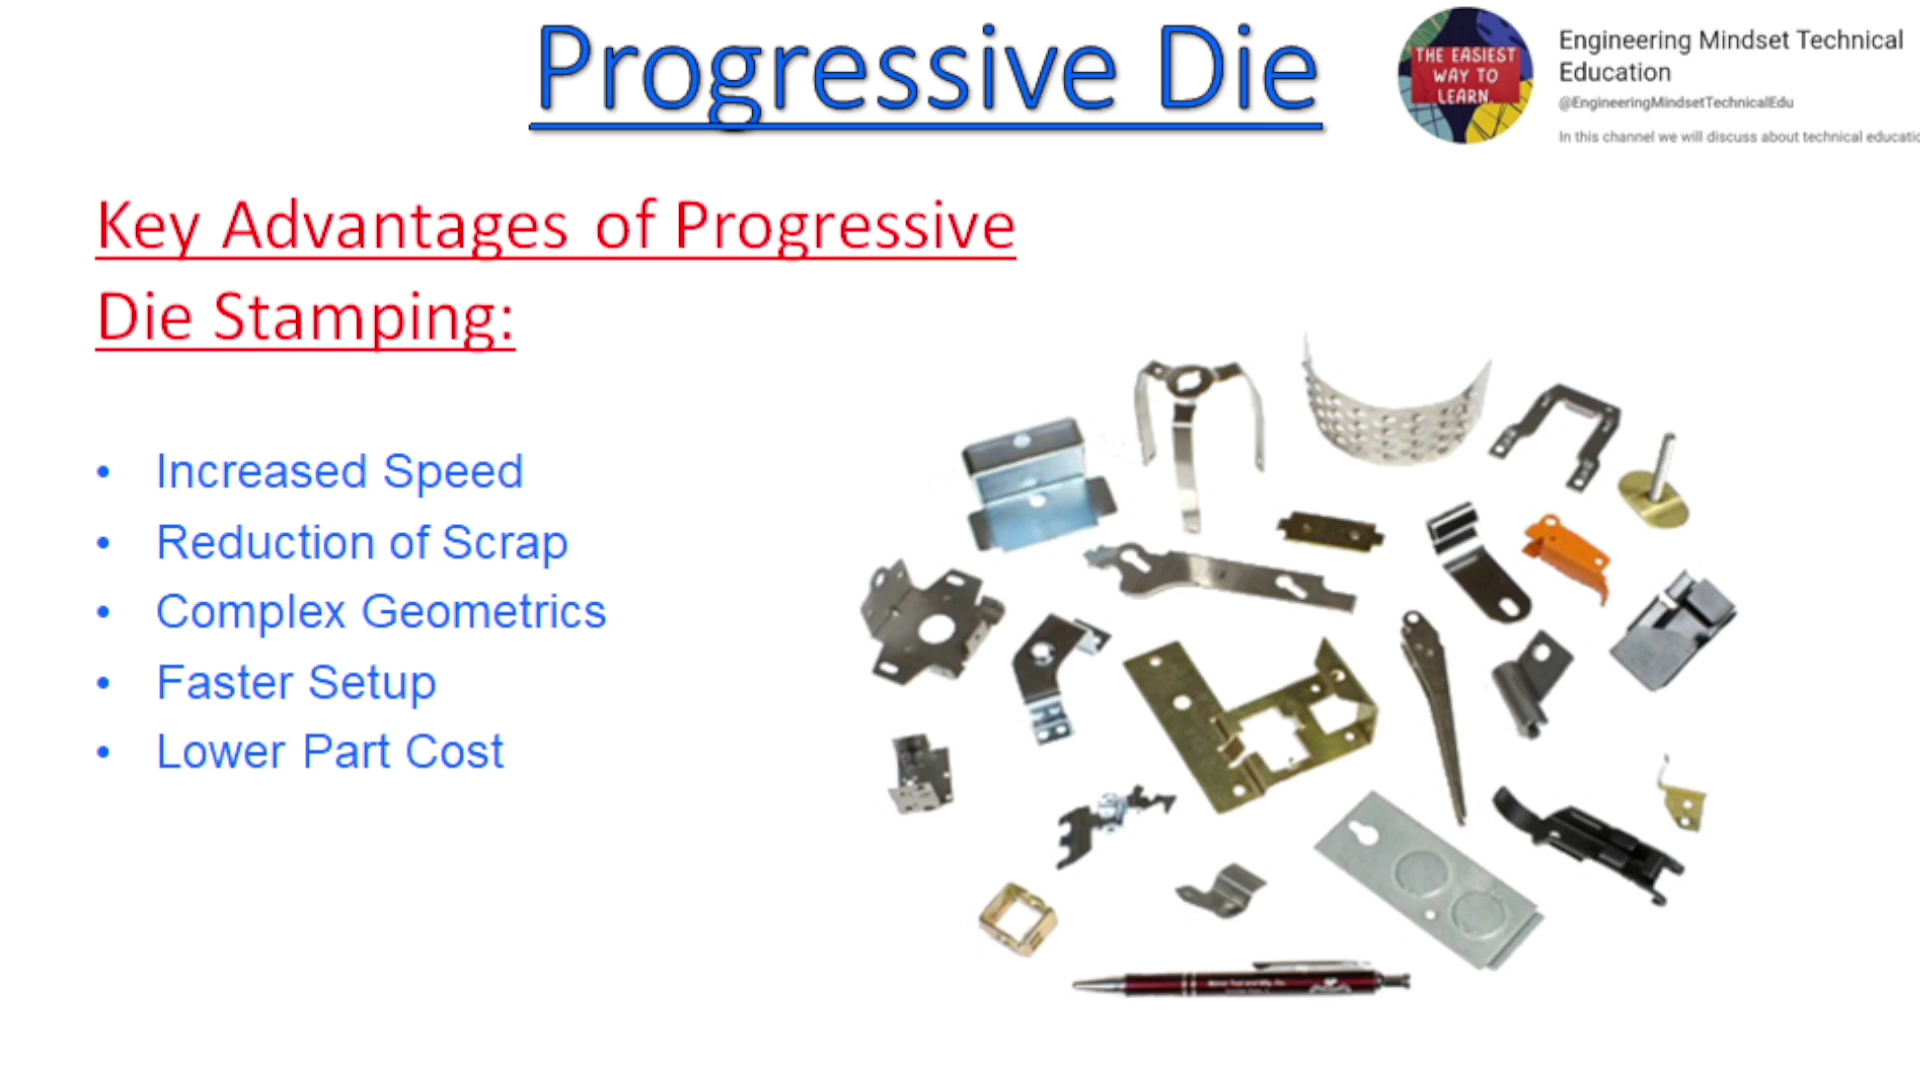 Progressive Die
THE EASIEST
WAY TO
LEARN.
Engineering Mindset Technical
Education
@EngineeringMindsetTechnicalEdu
In this channel we will discuss about technical educatio
Key Advantages of Progressive
Die Stamping:
• Increased Speed
• Reduction of Scrap
• Complex Geometrics
• Faster Setup
• Lower Part Cost